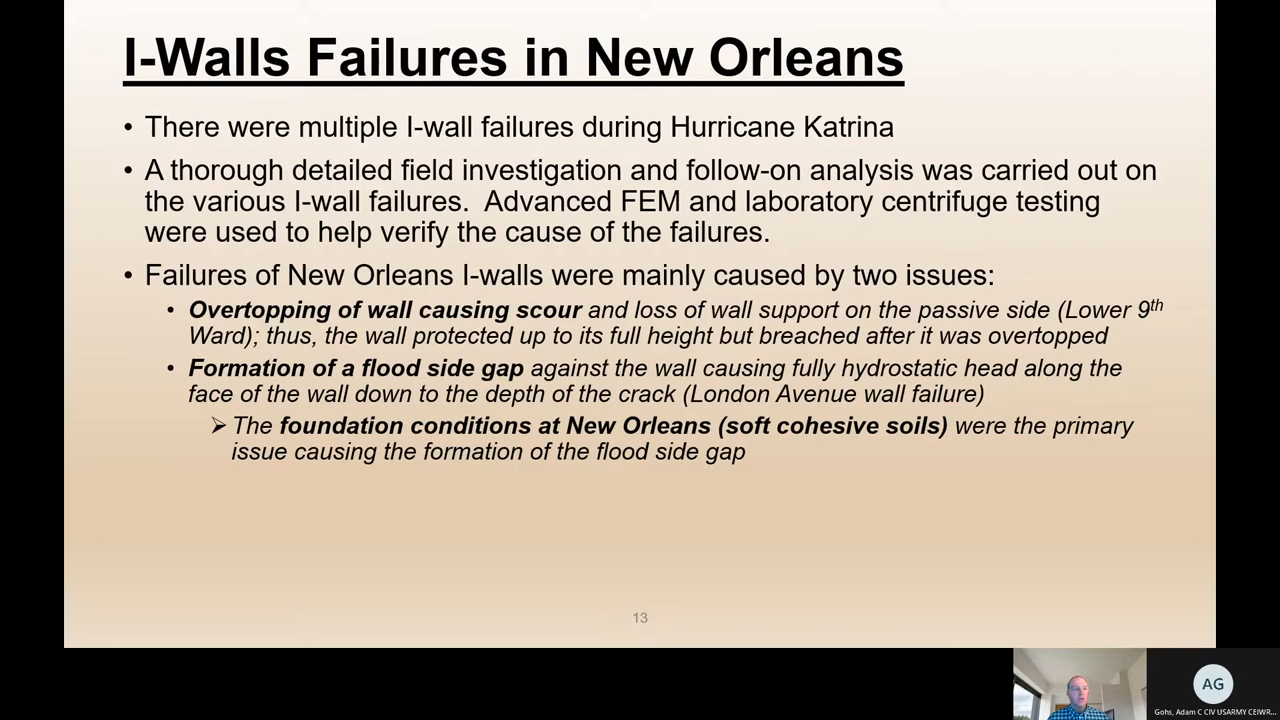 I-Walls Failures in New Orleans
• There were multiple I-wall failures during Hurricane Katrina
• A thorough detailed field investigation and follow-on analysis was carried out on
the various I-wall failures.  Advanced FEM and laboratory centrifuge testing
were used to help verify the cause of the failures.
• Failures of New Orleans I-walls were mainly caused by two issues:
• Overtopping of wall causing scour and loss of wall support on the passive side (Lower 9th
Ward); thus, the wall protected up to its full height but breached after it was overtopped
• Formation of a flood side gap against the wall causing fully hydrostatic head along the
face of the wall down to the depth of the crack (London Avenue wall failure)
➢ The foundation conditions at New Orleans (soft cohesive soils) were the primary
issue causing the formation of the flood side gap
13
AG
Gohs, Adam C CIV USARMY CEIWR...